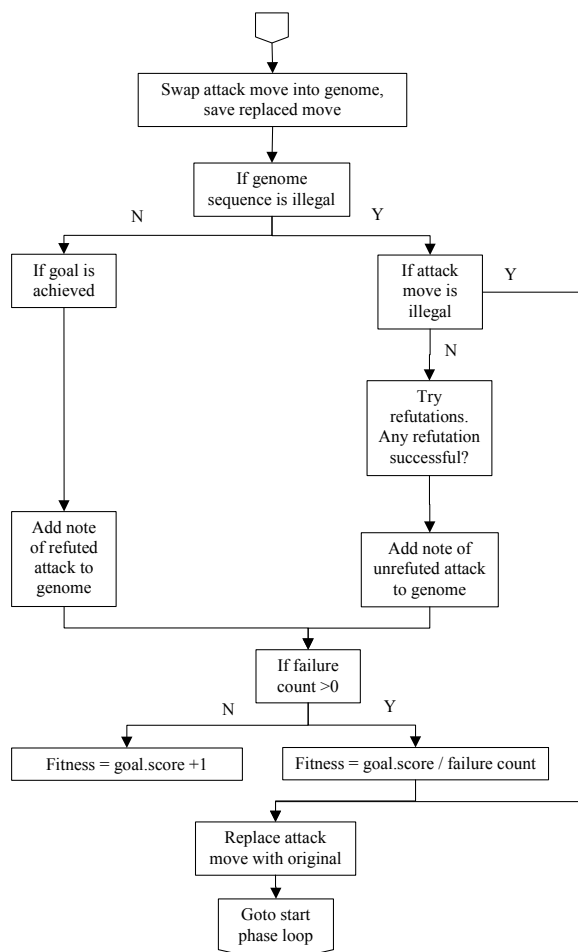 Swap attack move into genome,
save replaced move
If genome
sequence is illegal
N
Y
If goal is
achieved
If attack
move is
illegal
Y
N
Try
refutations.
Any refutation
successful?
Add note
of refuted
attack to
genome
Add note of
unrefuted attack
to genome
If failure
count >0
N
Y
Fitness = goal.score +1
Fitness = goal.score / failure count
Replace attack
move with original
Goto start
phase loop